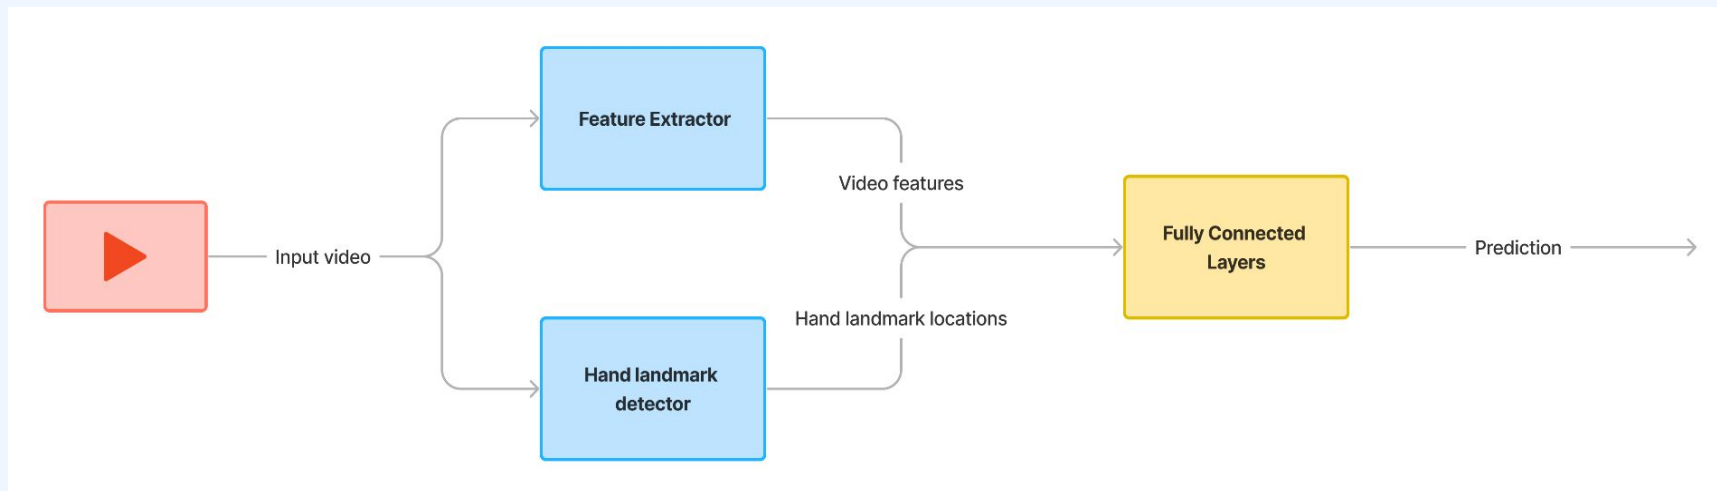 Feature Extractor
Video features
Input video
Fully Connected
Layers
Prediction
Hand landmark locations
Hand landmark
detector